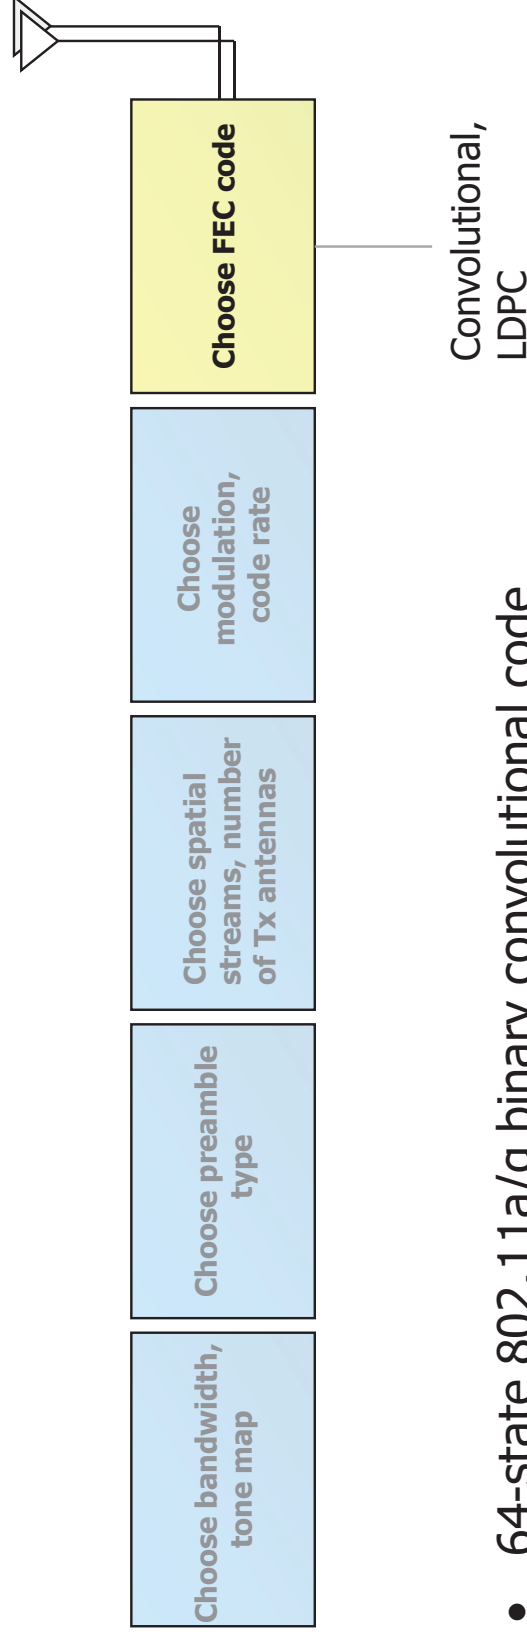 Choose bandwidth,
tone map
Choose preamble
type
Choose spatial
streams, number
of Tx antennas
Choose
modulation,
code rate
Choose FEC code
Convolutional,
LDPC
• 64-state 802.11a/g binary convolutional code